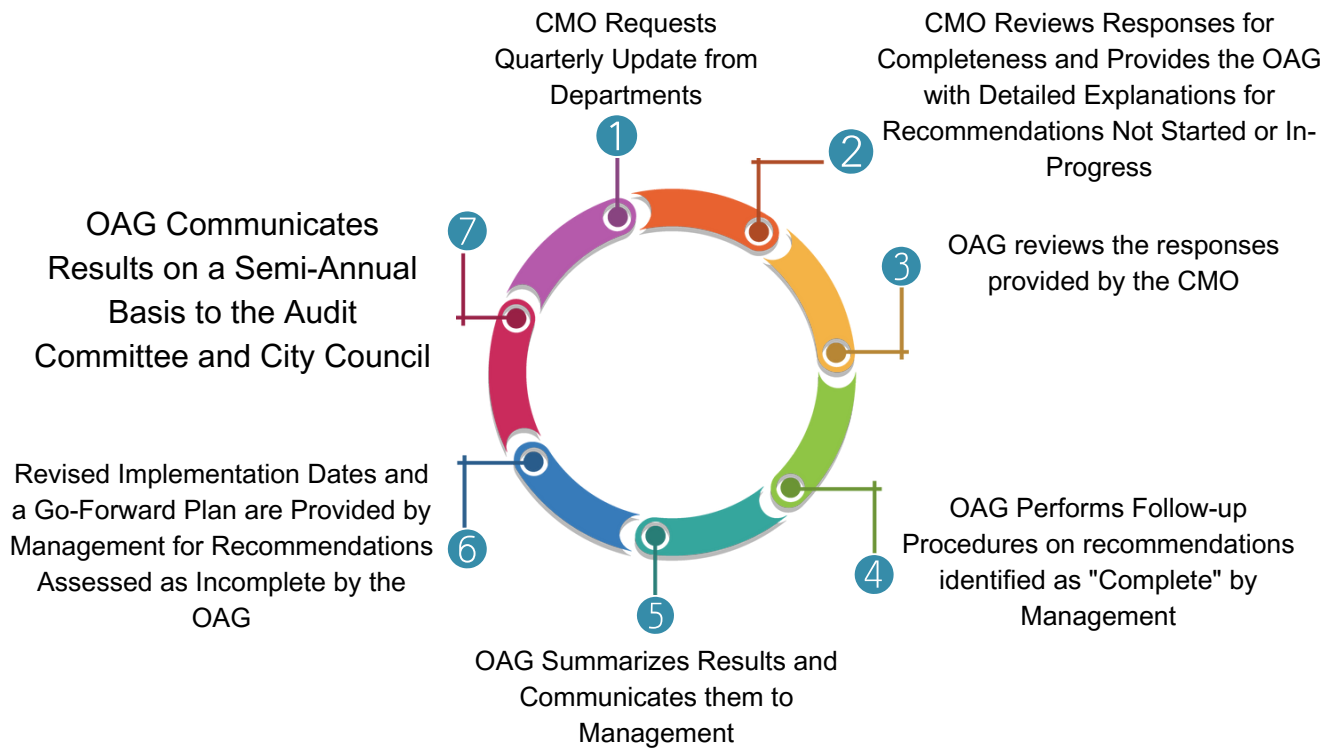 1
CMO Requests
Quarterly Update from
Departments
2
CMO Reviews Responses for
Completeness and Provides the OAG
with Detailed Explanations for
Recommendations Not Started or In-
Progress
3
OAG reviews the responses
provided by the CMO
4
OAG Performs Follow-up
Procedures on recommendations
identified as "Complete" by
Management
5
OAG Summarizes Results and
Communicates them to
Management
6
Revised Implementation Dates and
a Go-Forward Plan are Provided by
Management for Recommendations
Assessed as Incomplete by the
OAG
7
OAG Communicates
Results on a Semi-Annual
Basis to the Audit
Committee and City Council